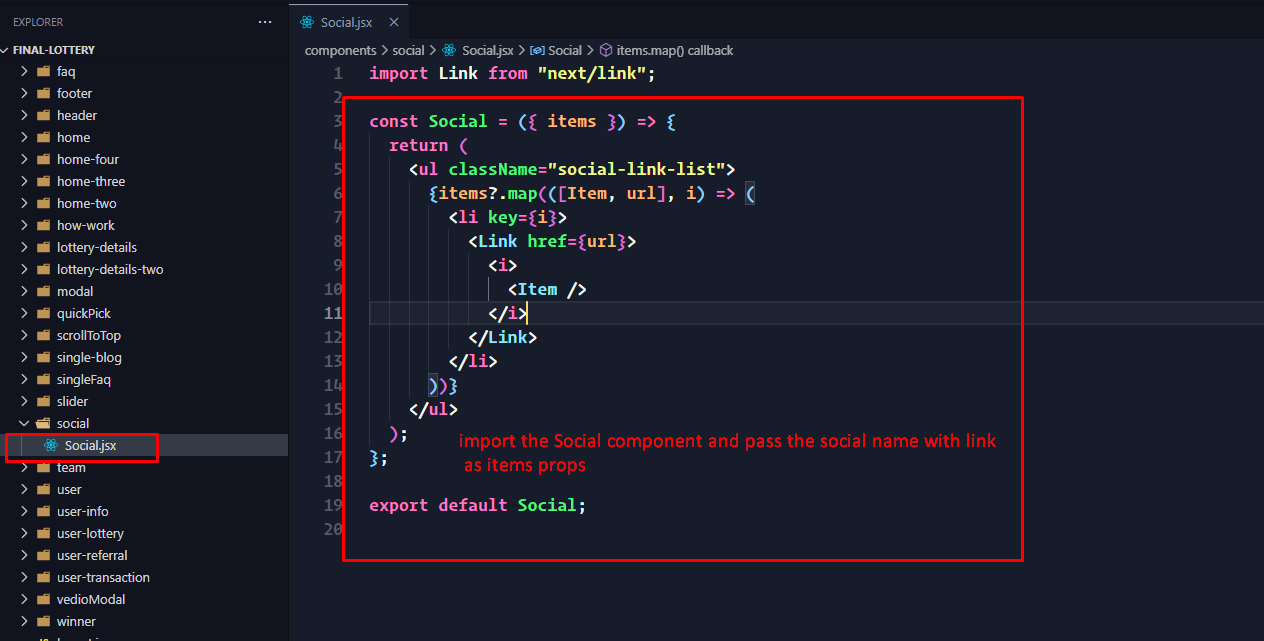 EXPLORER
···
FINAL-LOTTERY
faq
footer
header
home
home-four
home-three
home-two
how-work
lottery-details
lottery-details-two
modal
quickPick
scrollToTop
single-blog
singleFaq
slider
social
Social.jsx
team
user
user-info
user-lottery
user-referral
user-transaction
vedioModal
winner
Social.jsx ×
components > social > Social.jsx > Social > items.map() callback
1 import Link from "next/link";
2
3 const Social = ({ items }) => {
4 return (
5 <ul className="social-link-list">
6 {items?.map(([Item, url], i) => (
7 <li key={i}>
8 <Link href={url}>
9 <i>
10 <Item />
11 </i>
12 </Link>
13 </li>
14 ))}
15 </ul>
16 );
17 };
18
19 export default Social;
20
import the Social component and pass the social name with link
as items props